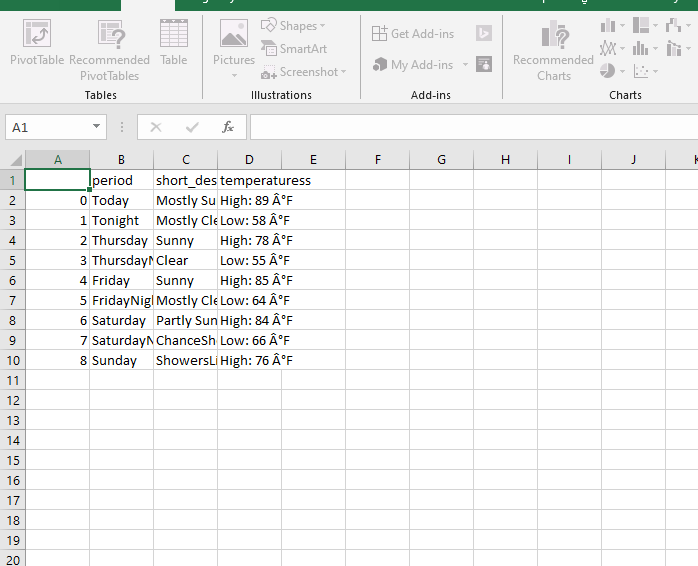 Shapes
Get Add-ins
SmartArt
PivotTable Recommended Table Pictures My Add-ins Recommended
PivotTables Screenshot Charts
Tables Illustrations Add-ins Charts
A1 fx
A B C D E F G H I J K
1 period short_des temperaturess
2 0 Today Mostly Su High: 89 Â°F
3 1 Tonight Mostly Cle Low: 58 Â°F
4 2 Thursday Sunny High: 78 Â°F
5 3 ThursdayN Clear Low: 55 Â°F
6 4 Friday Sunny High: 85 Â°F
7 5 FridayNigl Mostly Cle Low: 64 Â°F
8 6 Saturday Partly Sun High: 84 Â°F
9 7 SaturdayN ChanceSh Low: 66 Â°F
10 8 Sunday ShowersLi High: 76 Â°F
11
12
13
14
15
16
17
18
19
20